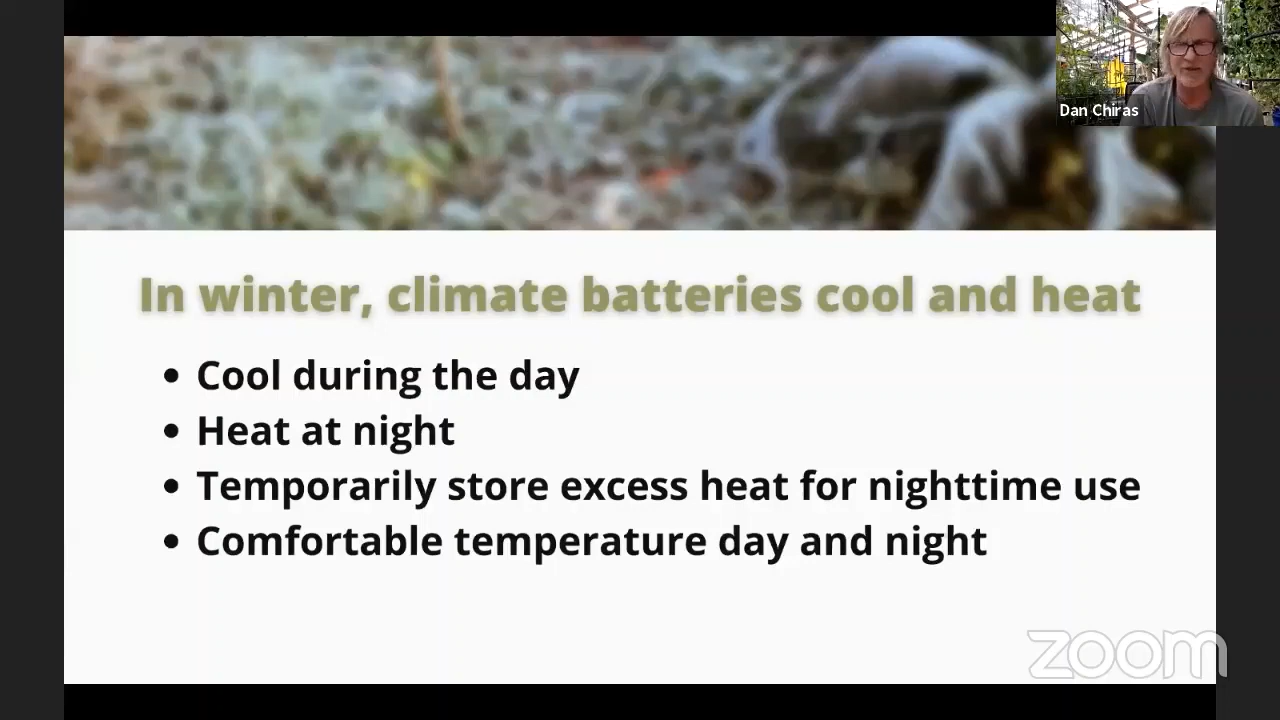 Dan Chiras
In winter, climate batteries cool and heat
• Cool during the day
• Heat at night
• Temporarily store excess heat for nighttime use
• Comfortable temperature day and night
zoom